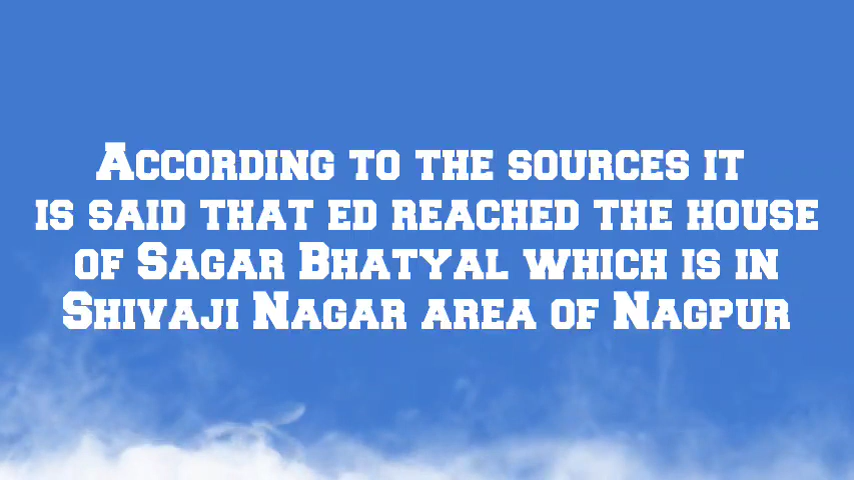 According to the sources it
is said that ed reached the house
of Sagar Bhatyal which is in
Shivaji Nagar area of Nagpur